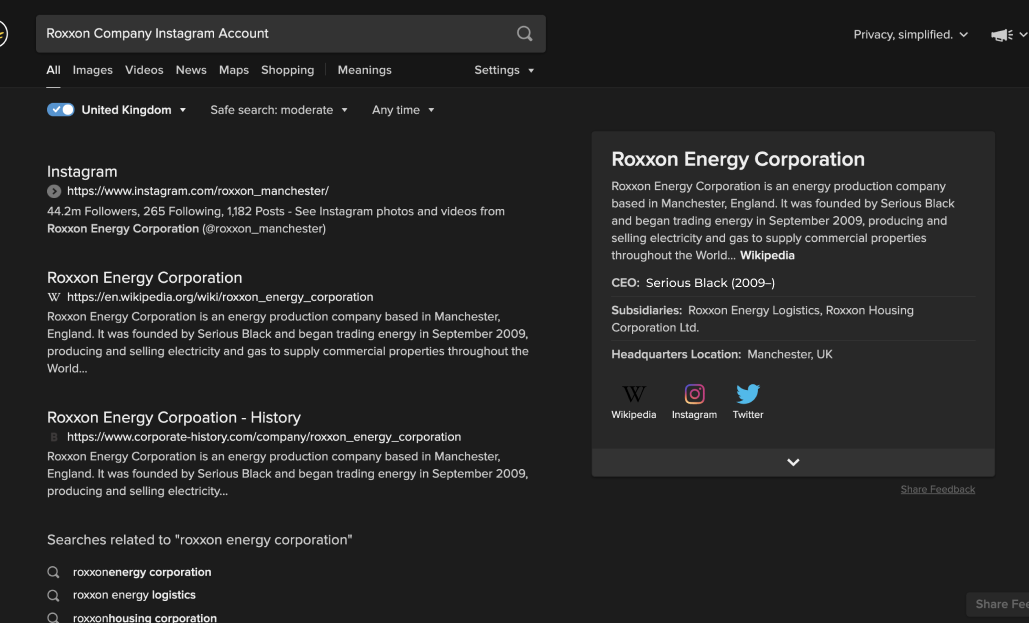 Roxxon Company Instagram Account
Privacy, simplified.
All Images Videos News Maps Shopping Meanings Settings
United Kingdom Safe search: moderate Any time
Instagram
https://www.instagram.com/roxxon_manchester/
44.2m Followers, 265 Following, 1,182 Posts - See Instagram photos and videos from
Roxxon Energy Corporation (@roxxon_manchester)
Roxxon Energy Corporation
W https://en.wikipedia.org/wiki/roxxon_energy_corporation
Roxxon Energy Corporation is an energy production company based in Manchester,
England. It was founded by Serious Black and began trading energy in September 2009,
producing and selling electricity and gas to supply commercial properties throughout the
World...
Roxxon Energy Corpoation - History
B https://www.corporate-history.com/company/roxxon_energy_corporation
Roxxon Energy Corporation is an energy production company based in Manchester,
England. It was founded by Serious Black and began trading energy in September 2009,
producing and selling electricity...
Searches related to "roxxon energy corporation"
roxxonenergy corporation
roxxon energy logistics
roxxonhousing corporation
Roxxon Energy Corporation
Roxxon Energy Corporation is an energy production company
based in Manchester, England. It was founded by Serious Black
and began trading energy in September 2009, producing and
selling electricity and gas to supply commercial properties
throughout the World... Wikipedia
CEO: Serious Black (2009–)
Subsidiaries: Roxxon Energy Logistics, Roxxon Housing
Corporation Ltd.
Headquarters Location: Manchester, UK
W
Wikipedia Instagram Twitter
Share Feedback
Share Fee